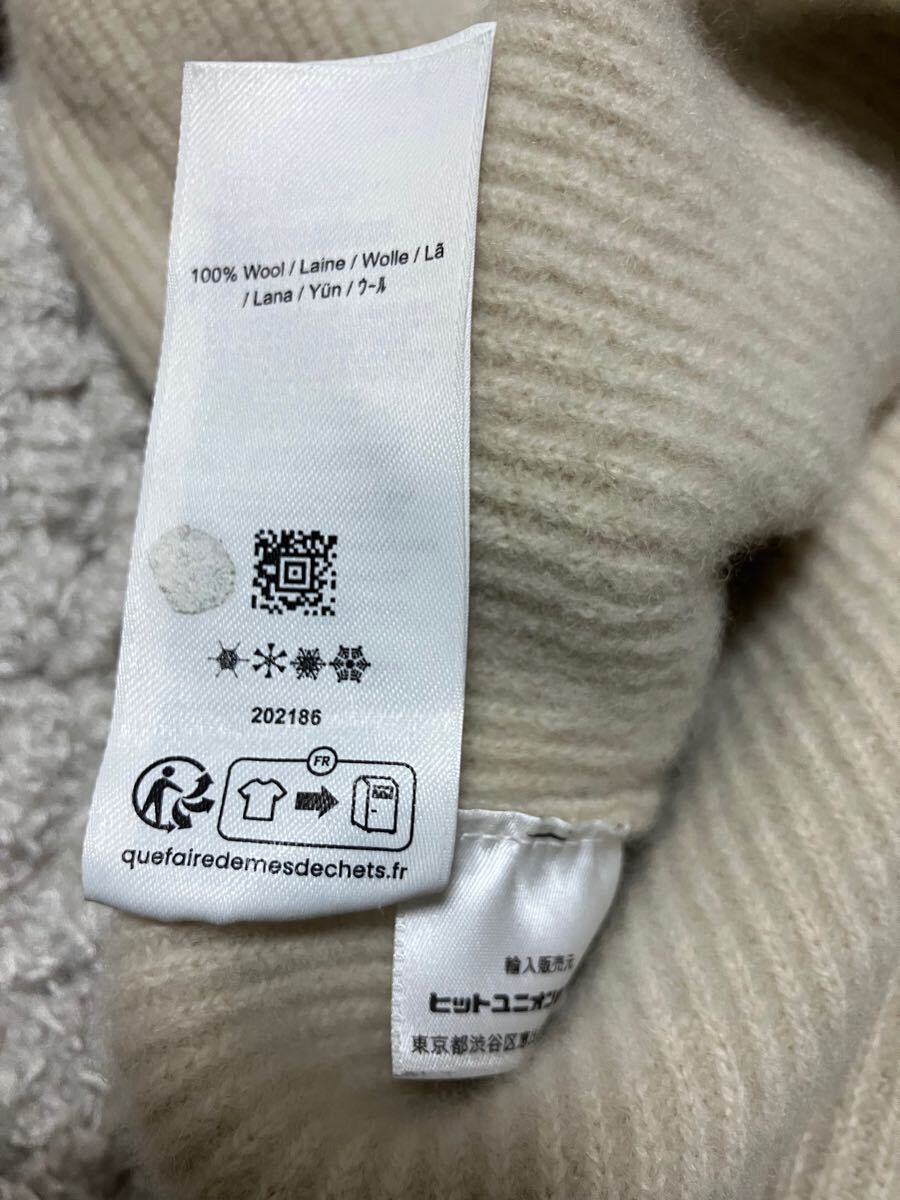 100% Wool / Laine / Wolle / Lã
/ Lana / Yün / ウール
202186
FR
quefairedemesdechets.fr
輸入販売元
ヒットユニオン
東京都渋谷区